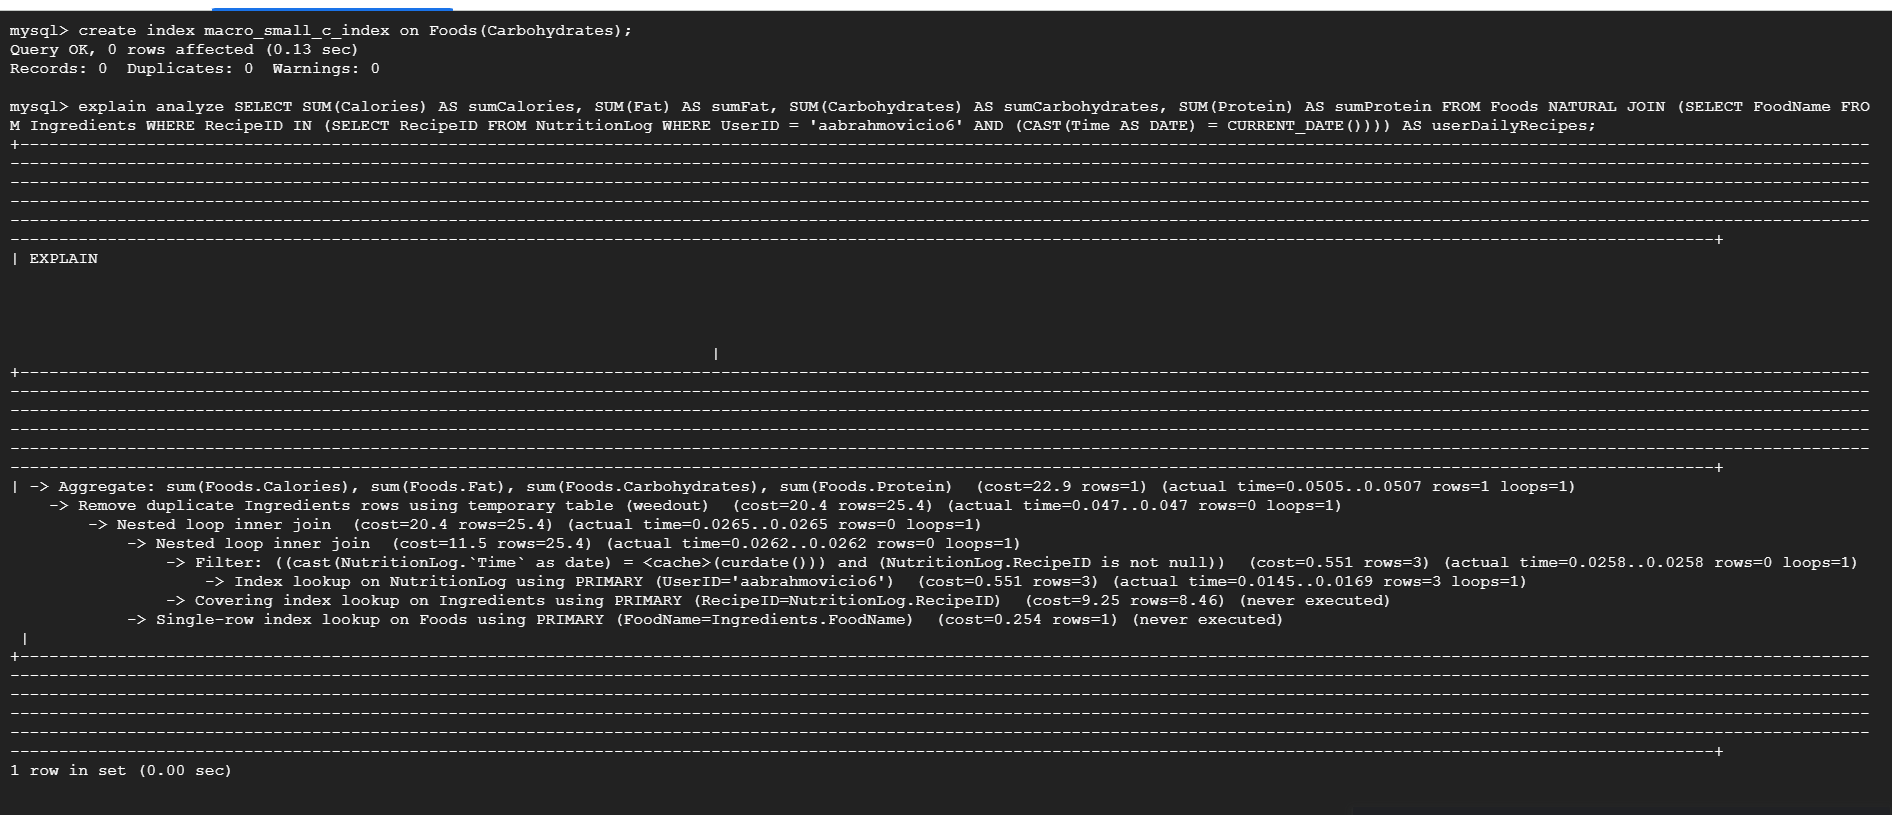 mysql> create index macro_small_c_index on Foods(Carbohydrates);
Query OK, 0 rows affected (0.13 sec)
Records: 0  Duplicates: 0  Warnings: 0
mysql> explain analyze SELECT SUM(Calories) AS sumCalories, SUM(Fat) AS sumFat, SUM(Carbohydrates) AS sumCarbohydrates, SUM(Protein) AS sumProtein FROM Foods NATURAL JOIN (SELECT FoodName FRO
M Ingredients WHERE RecipeID IN (SELECT RecipeID FROM NutritionLog WHERE UserID = 'aabrahmovicio6' AND (CAST(Time AS DATE) = CURRENT_DATE()))) AS userDailyRecipes;
| EXPLAIN
|
| -> Aggregate: sum(Foods.Calories), sum(Foods.Fat), sum(Foods.Carbohydrates), sum(Foods.Protein)  (cost=22.9 rows=1) (actual time=0.0505..0.0507 rows=1 loops=1)
    -> Remove duplicate Ingredients rows using temporary table (weedout)  (cost=20.4 rows=25.4) (actual time=0.047..0.047 rows=0 loops=1)
        -> Nested loop inner join  (cost=20.4 rows=25.4) (actual time=0.0265..0.0265 rows=0 loops=1)
            -> Nested loop inner join  (cost=11.5 rows=25.4) (actual time=0.0262..0.0262 rows=0 loops=1)
                -> Filter: ((cast(NutritionLog.`Time` as date) = <cache>(curdate())) and (NutritionLog.RecipeID is not null))  (cost=0.551 rows=3) (actual time=0.0258..0.0258 rows=0 loops=1)
                    -> Index lookup on NutritionLog using PRIMARY (UserID='aabrahmovicio6')  (cost=0.551 rows=3) (actual time=0.0145..0.0169 rows=3 loops=1)
                -> Covering index lookup on Ingredients using PRIMARY (RecipeID=NutritionLog.RecipeID)  (cost=9.25 rows=8.46) (never executed)
            -> Single-row index lookup on Foods using PRIMARY (FoodName=Ingredients.FoodName)  (cost=0.254 rows=1) (never executed)
|
1 row in set (0.00 sec)